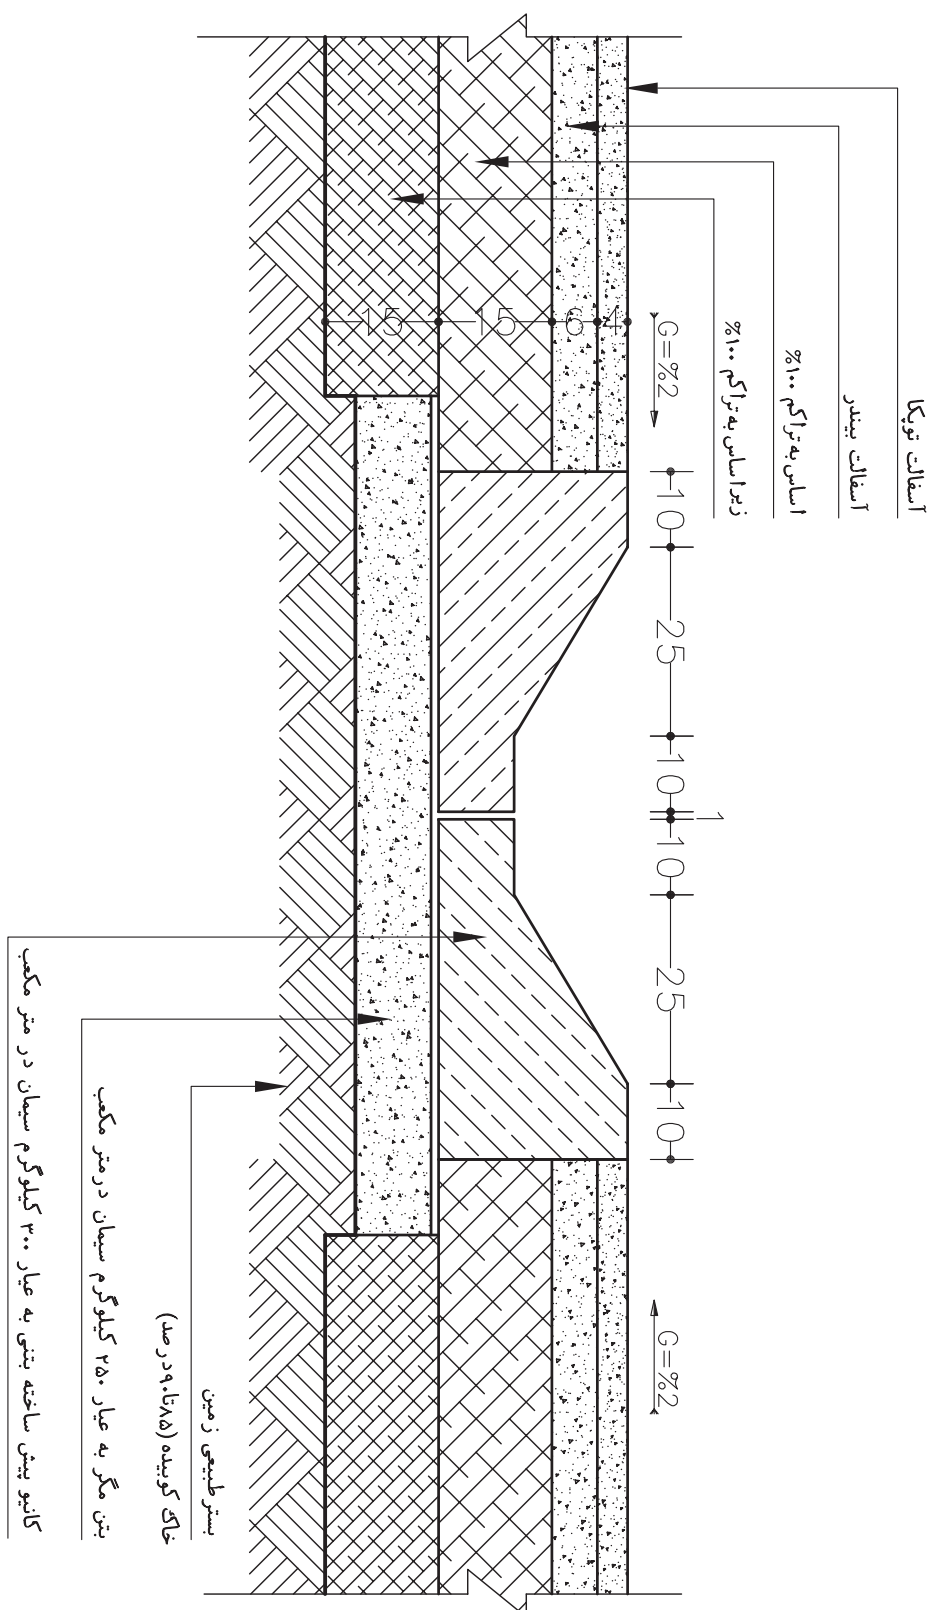 آسفالت توپکا
آسفالت بیندر
اساس به تراکم ۱۰۰%
زیر اساس به تراکم ۱۰۰%
G=%2
G=%2
4
6
15
15
10
25
10
1
10
25
10
بستر طبیعی زمین
خاک کوبیده (۸۵تا۹۰درصد)
بتن مگر به عیار ۲۵۰ کیلوگرم سیمان درمتر مکعب
کانیو پیش ساخته بتنی به عیار ۳۰۰ کیلوگرم سیمان در متر مکعب